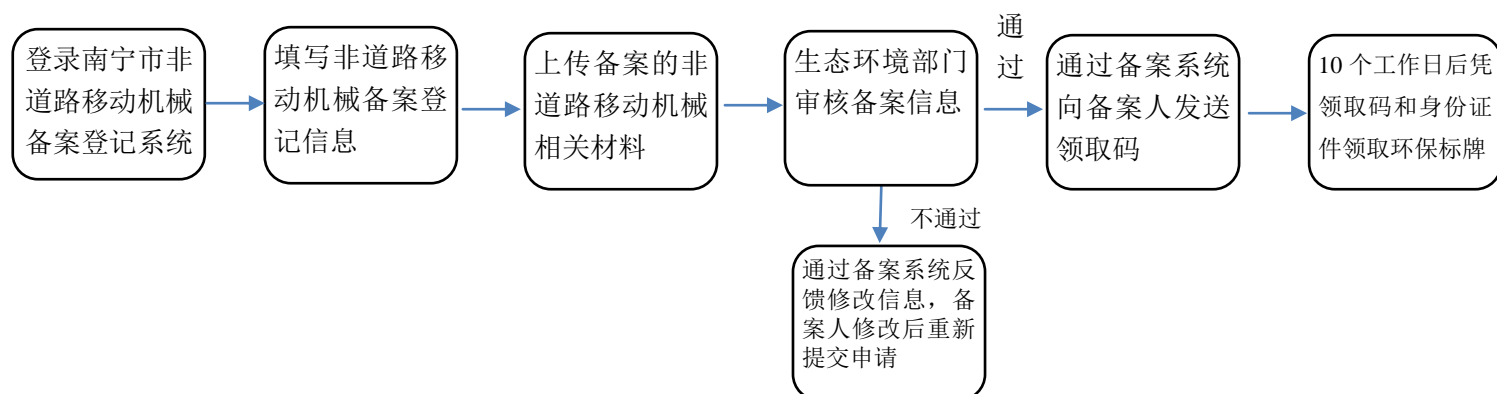 登录南宁市非
道路移动机械
备案登记系统
填写非道路移
动机械备案登
记信息
上传备案的非
道路移动机械
相关材料
生态环境部门
审核备案信息
通
过
通过备案系统
向备案人发送
领取码
10 个工作日后凭
领取码和身份证
件领取环保标牌
不通过
通过备案系统反
馈修改信息，备
案人修改后重新
提交申请